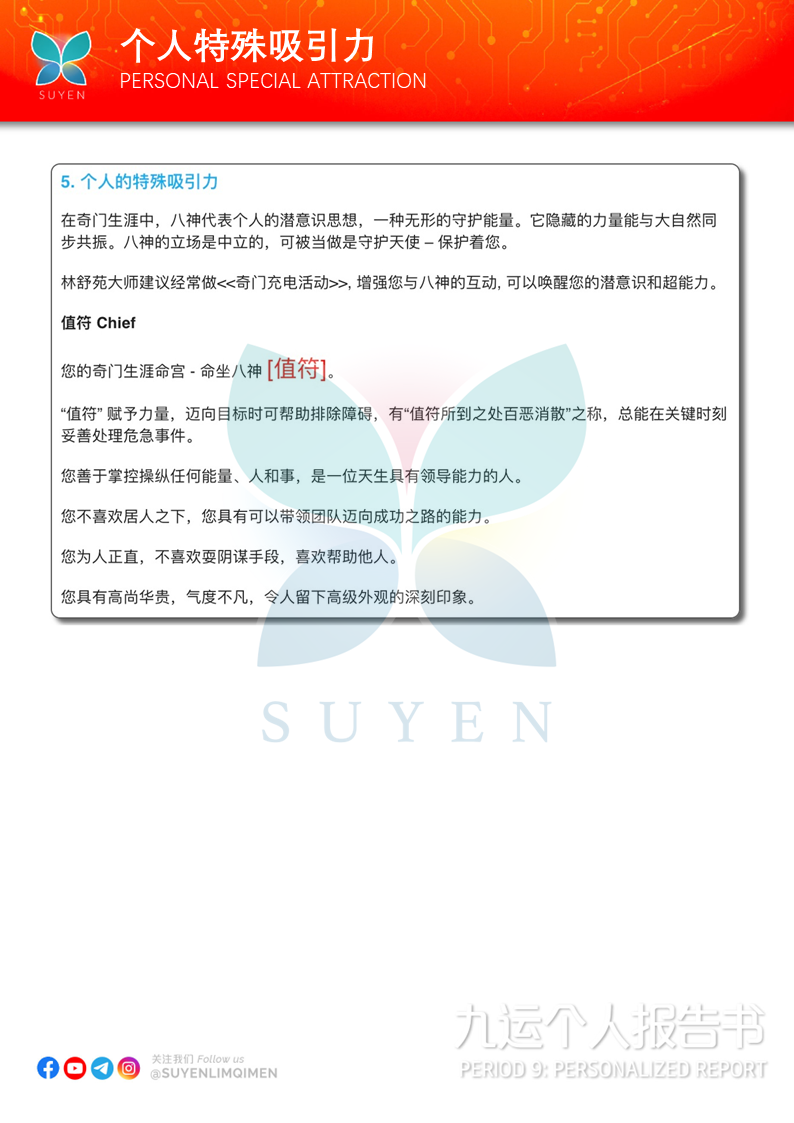 个人特殊吸引力
PERSONAL SPECIAL ATTRACTION
SUYEN
5. 个人的特殊吸引力
在奇门生涯中，八神代表个人的潜意识思想，一种无形的守护能量。它隐藏的力量能与大自然同
步共振。八神的立场是中立的，可被当做是守护天使 – 保护着您。
林舒苑大师建议经常做<<奇门充电活动>>, 增强您与八神的互动, 可以唤醒您的潜意识和超能力。
值符 Chief
您的奇门生涯命宫 - 命坐八神 [值符]。
“值符” 赋予力量，迈向目标时可帮助排除障碍，有“值符所到之处百恶消散”之称，总能在关键时刻
妥善处理危急事件。
您善于掌控操纵任何能量、人和事，是一位天生具有领导能力的人。
您不喜欢居人之下，您具有可以带领团队迈向成功之路的能力。
您为人正直，不喜欢耍阴谋手段，喜欢帮助他人。
您具有高尚华贵，气度不凡，令人留下高级外观的深刻印象。
SUYEN
九运个人报告书
PERIOD 9: PERSONALIZED REPORT
关注我们 Follow us
@SUYENLIMQIMEN